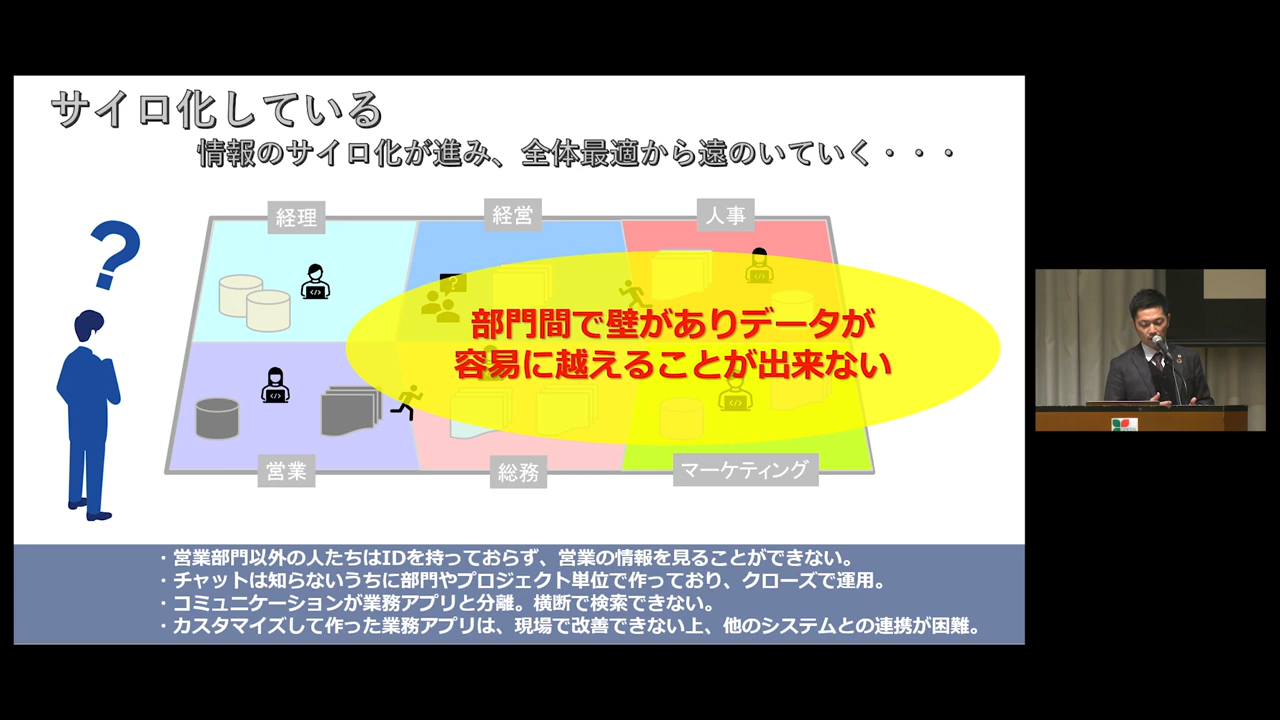 サイロ化している
情報のサイロ化が進み、全体最適から遠のいていく・・・
経理
経営
人事
部門間で壁がありデータが
容易に越えることが出来ない
営業
総務
マーケティング
・営業部門以外の人たちはIDを持っておらず、営業の情報を見ることができない。
・チャットは知らないうちに部門やプロジェクト単位で作っており、クローズで運用。
・コミュニケーションが業務アプリと分離。横断で検索できない。
・カスタマイズして作った業務アプリは、現場で改善できない上、他のシステムとの連携が困難。